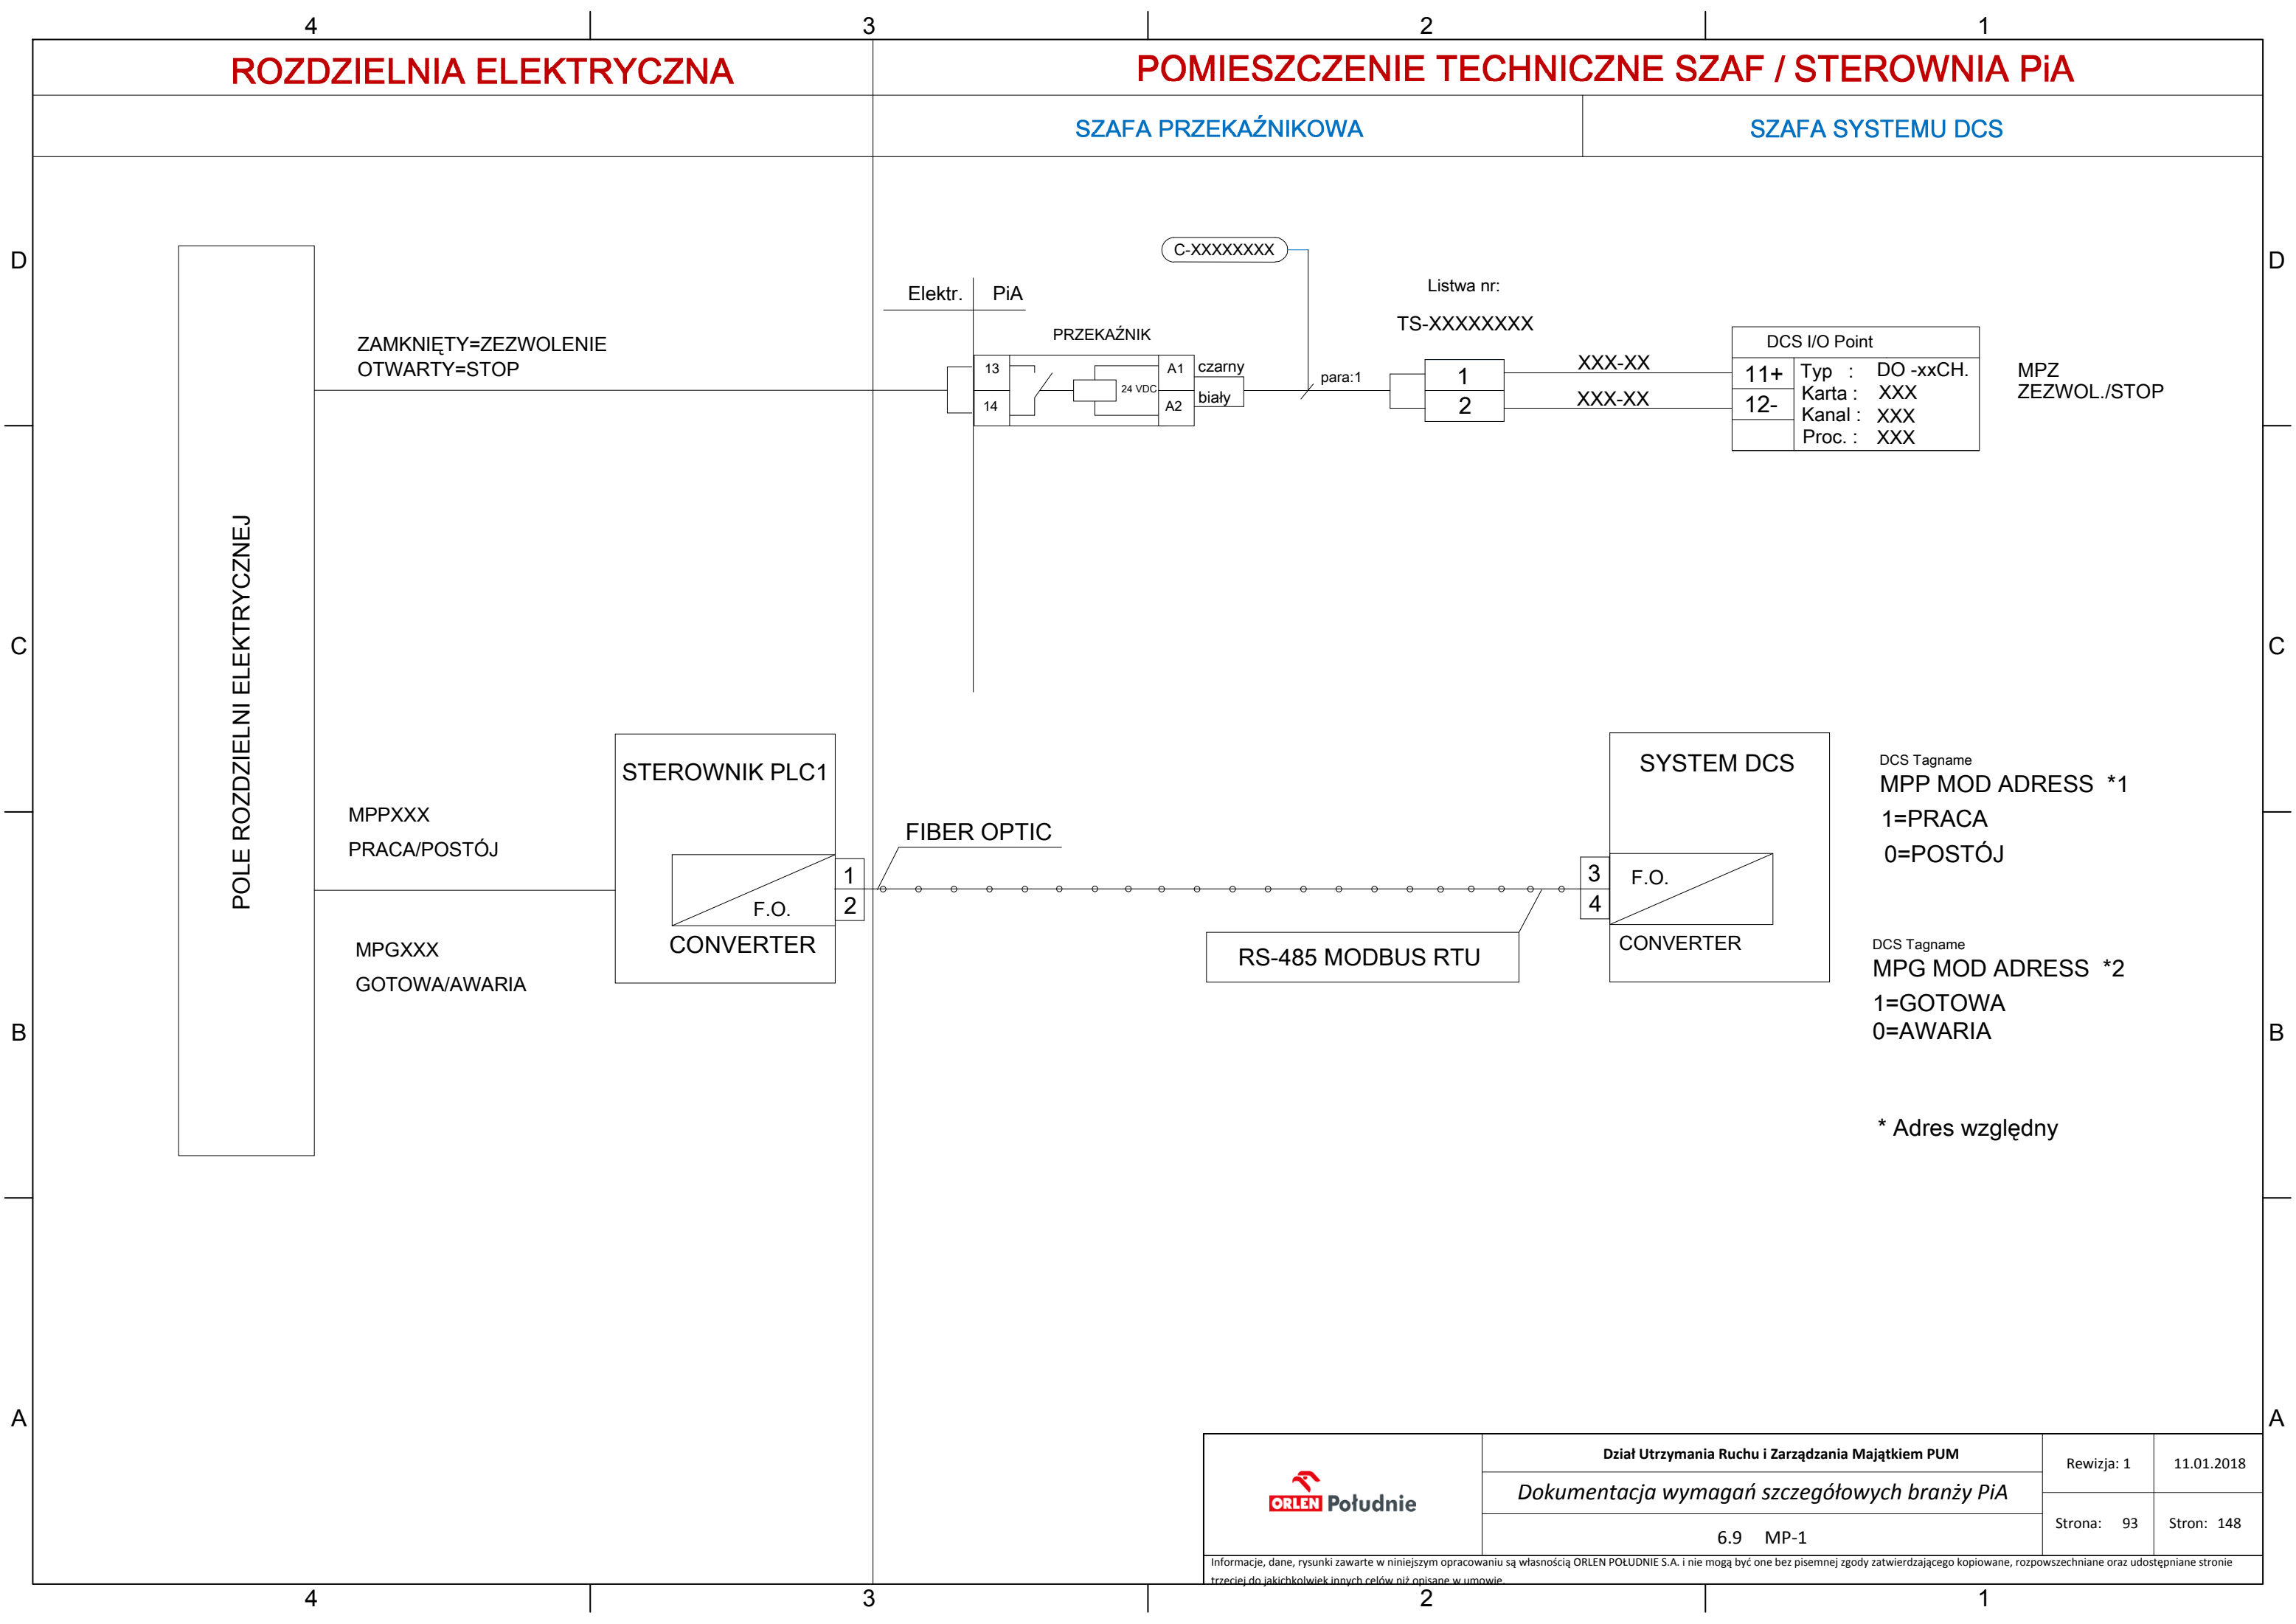 4
3
2
1
ROZDZIELNIA ELEKTRYCZNA
POMIESZCZENIE TECHNICZNE SZAF / STEROWNIA PiA
SZAFA PRZEKAŹNIKOWA
SZAFA SYSTEMU DCS
D
D
C-XXXXXXXX
Elektr.
PiA
Listwa nr:
TS-XXXXXXXX
PRZEKAŹNIK
ZAMKNIĘTY=ZEZWOLENIE
OTWARTY=STOP
13
14
24 VDC
A1
A2
czarny
biały
para:1
1
2
XXX-XX
XXX-XX
DCS I/O Point
11+
12-
Typ : DO -xxCH.
Karta : XXX
Kanal : XXX
Proc. : XXX
MPZ
ZEZWOL./STOP
C
C
POLE ROZDZIELNI ELEKTRYCZNEJ
STEROWNIK PLC1
SYSTEM DCS
DCS Tagname
MPP MOD ADRESS *1
1=PRACA
0=POSTÓJ
MPPXXX
PRACA/POSTÓJ
FIBER OPTIC
F.O.
CONVERTER
1
2
3
4
F.O.
CONVERTER
RS-485 MODBUS RTU
MPGXXX
GOTOWA/AWARIA
DCS Tagname
MPG MOD ADRESS *2
1=GOTOWA
0=AWARIA
B
B
* Adres względny
A
A
ORLEN Południe
Dział Utrzymania Ruchu i Zarządzania Majątkiem PUM
Dokumentacja wymagań szczegółowych branży PiA
6.9 MP-1
Rewizja: 1
11.01.2018
Strona: 93
Stron: 148
Informacje, dane, rysunki zawarte w niniejszym opracowaniu są własnością ORLEN POŁUDNIE S.A. i nie mogą być one bez pisemnej zgody zatwierdzającego kopiowane, rozpowszechniane oraz udostępniane stronie
trzeciej do jakichkolwiek innych celów niż opisane w umowie.
4
3
2
1